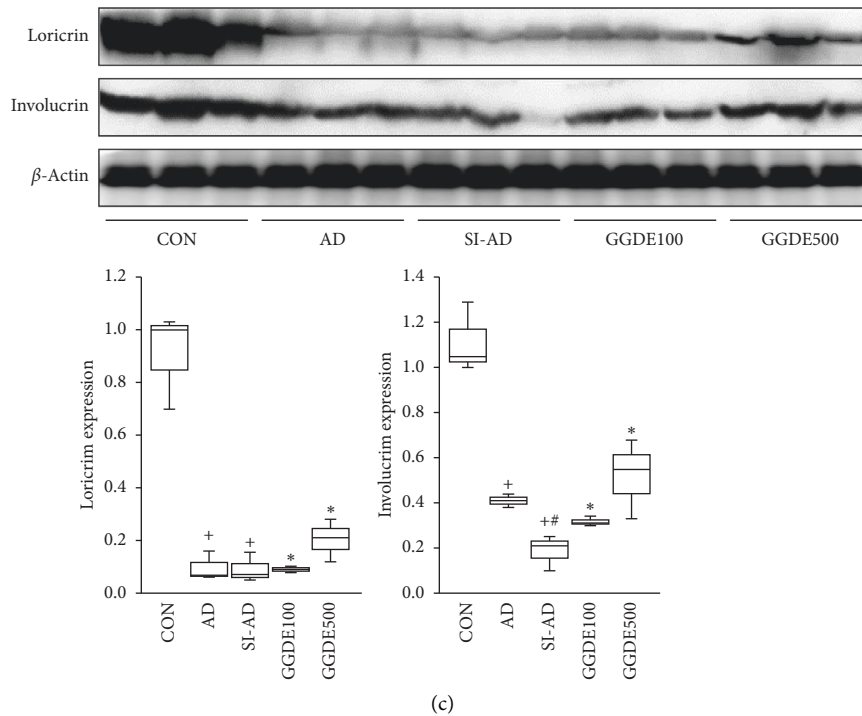 Loricrin
Involucrin
β-Actin
CON AD SI-AD GGDE100 GGDE500
Loricrim expression
1.2
1.0
0.8
0.6
0.4
0.2
0.0
+
+
*
*
CON
AD
SI-AD
GGDE100
GGDE500
Involucrim expression
1.4
1.2
1.0
0.8
0.6
0.4
0.2
0.0
+
+#
*
*
CON
AD
SI-AD
GGDE100
GGDE500
(c)